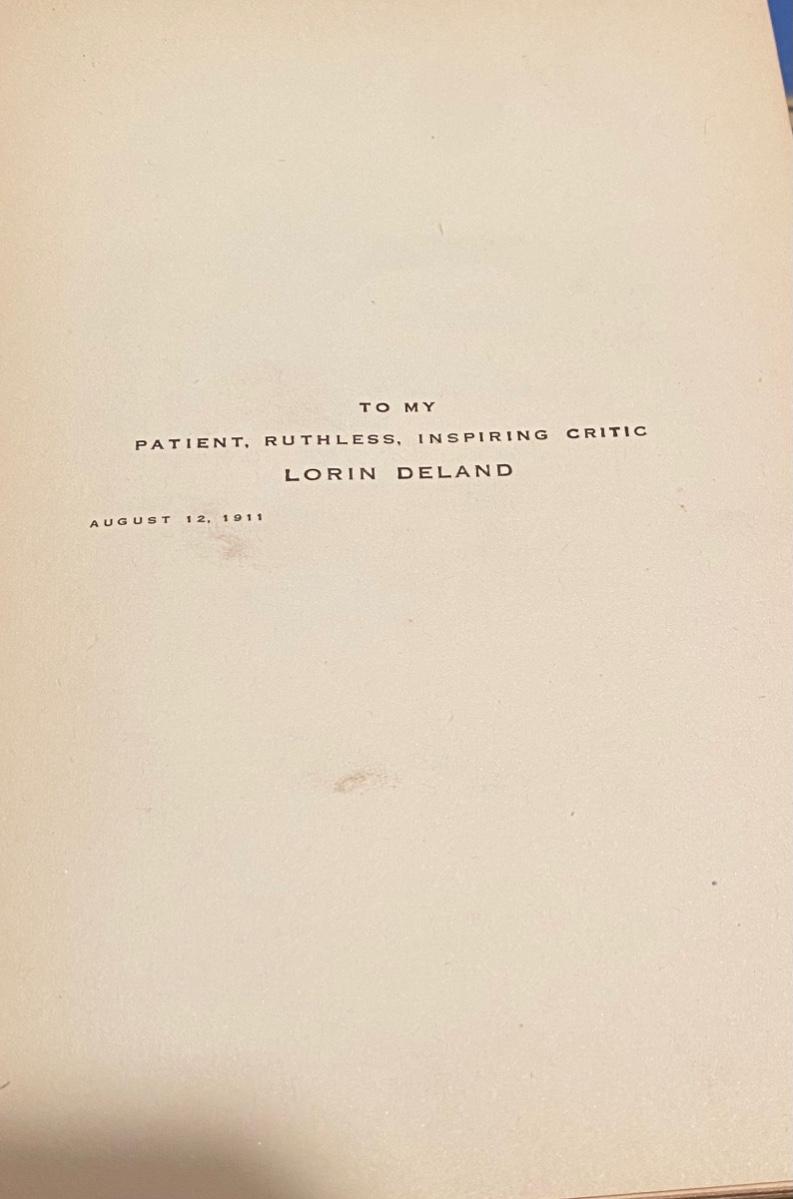 TO MY
PATIENT, RUTHLESS, INSPIRING CRITIC
LORIN DELAND
AUGUST 12, 1911